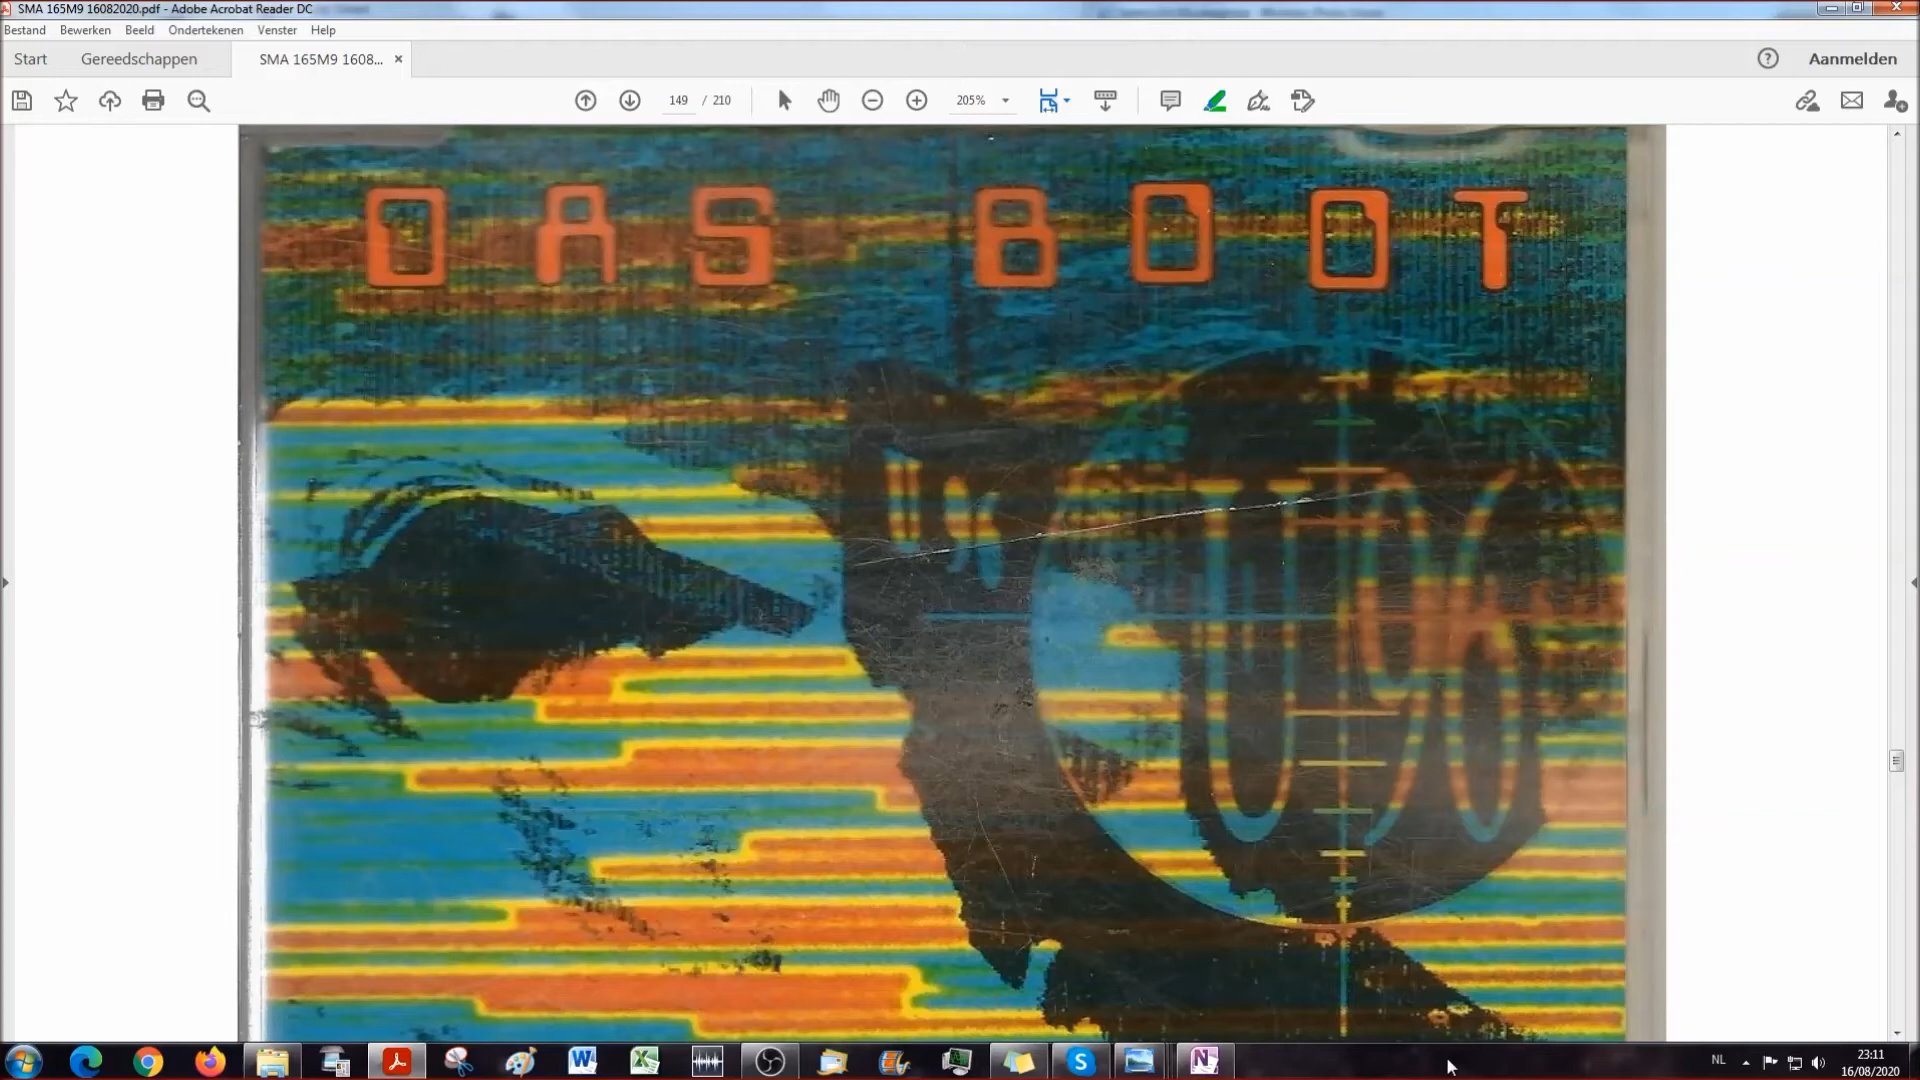 SMA 165M9 16082020.pdf - Adobe Acrobat Reader DC
Bestand Bewerken Beeld Ondertekenen Venster Help
Start Gereedschappen SMA 165M9 1608... × Aanmelden
149 / 210 205%
DAS BOOT
U96
NL 23:11
16/08/2020